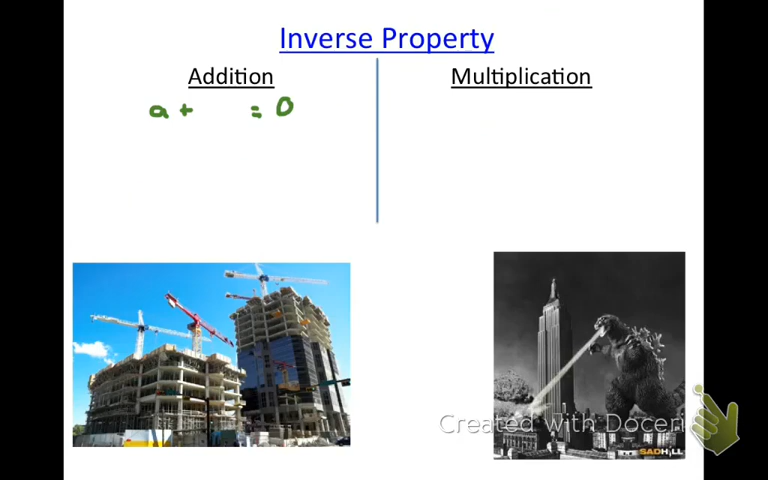 Inverse Property
Addition
Multiplication
a + = 0
Created with Doceri
SADHILL